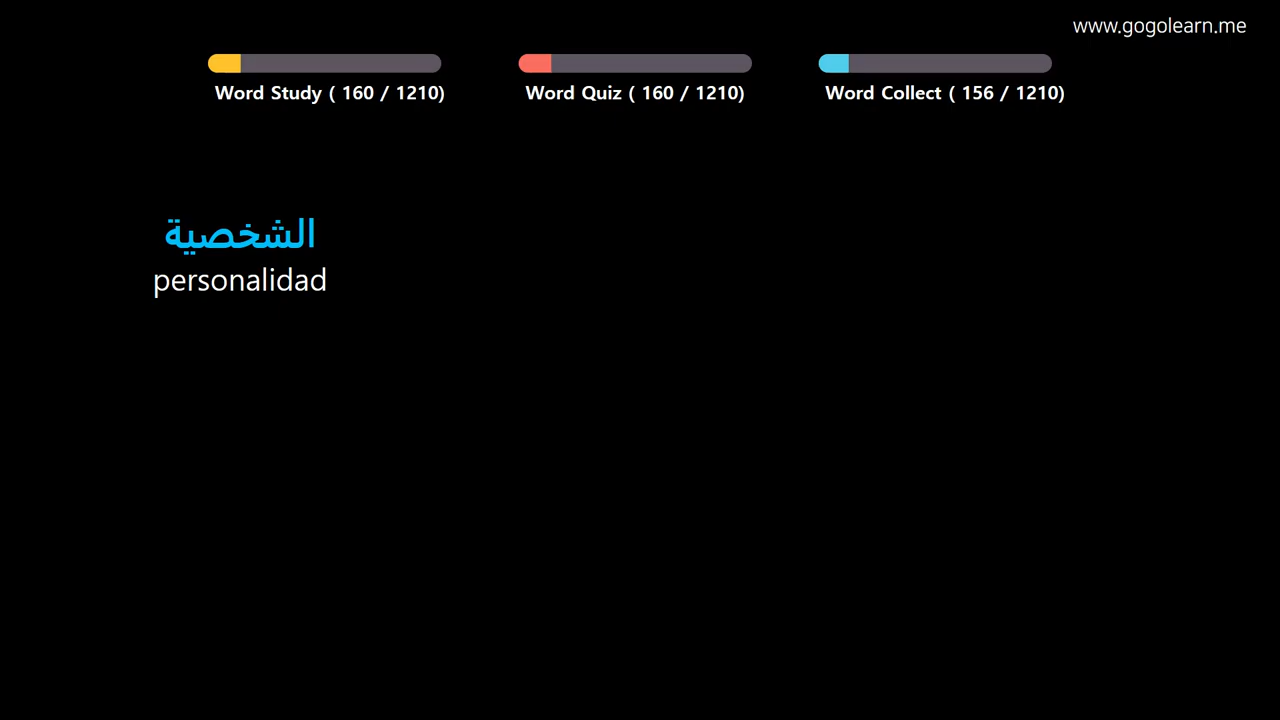 www.gogolearn.me
Word Study ( 160 / 1210)
Word Quiz ( 160 / 1210)
Word Collect ( 156 / 1210)
الشخصية
personalidad